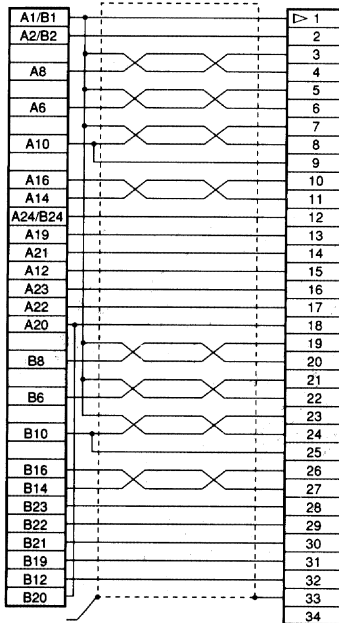 A1/B1 1
A2/B2 2
3
A8 4
5
A6 6
7
A10 8
9
A16 10
A14 11
A24/B24 12
A19 13
A21 14
A12 15
A23 16
A22 17
A20 18
19
B8 20
21
B6 22
23
B10 24
25
B16 26
B14 27
B23 28
B22 29
B21 30
B19 31
B12 32
B20 33
34